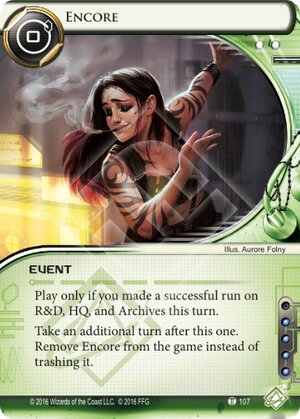 ENCORE
0
Illus. Aurore Folny
EVENT
Play only if you made a successful run on
R&D, HQ, and Archives this turn.
Take an additional turn after this one.
Remove Encore from the game instead of
trashing it.
© 2016 Wizards of the Coast LLC. © 2016 FFG
107